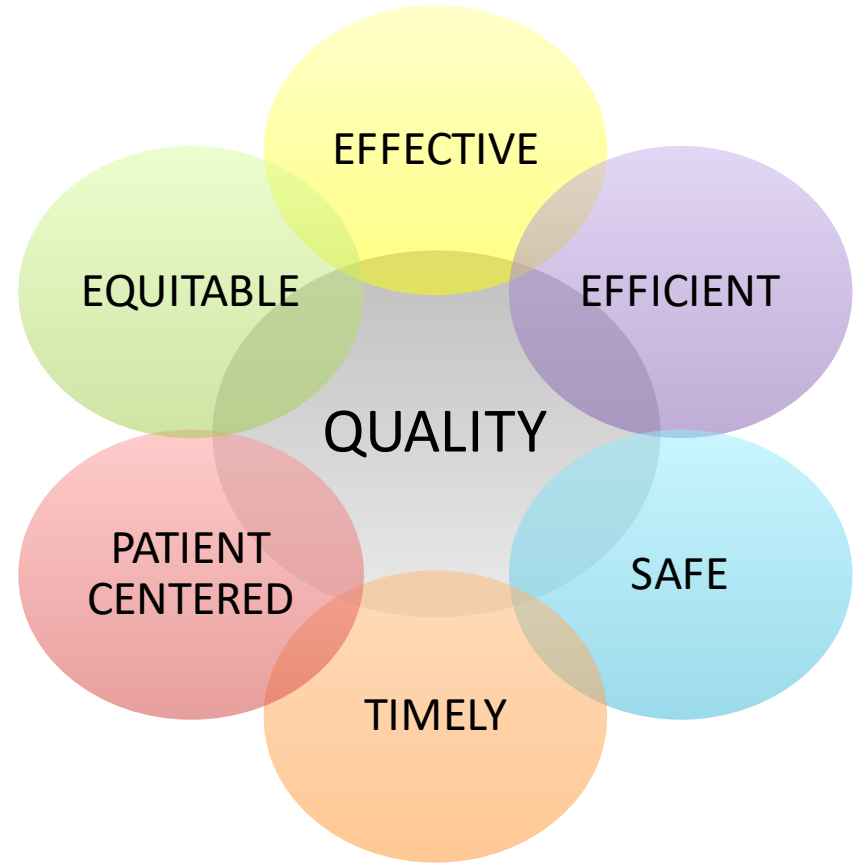 EFFECTIVE
EQUITABLE
EFFICIENT
QUALITY
PATIENT
CENTERED
SAFE
TIMELY